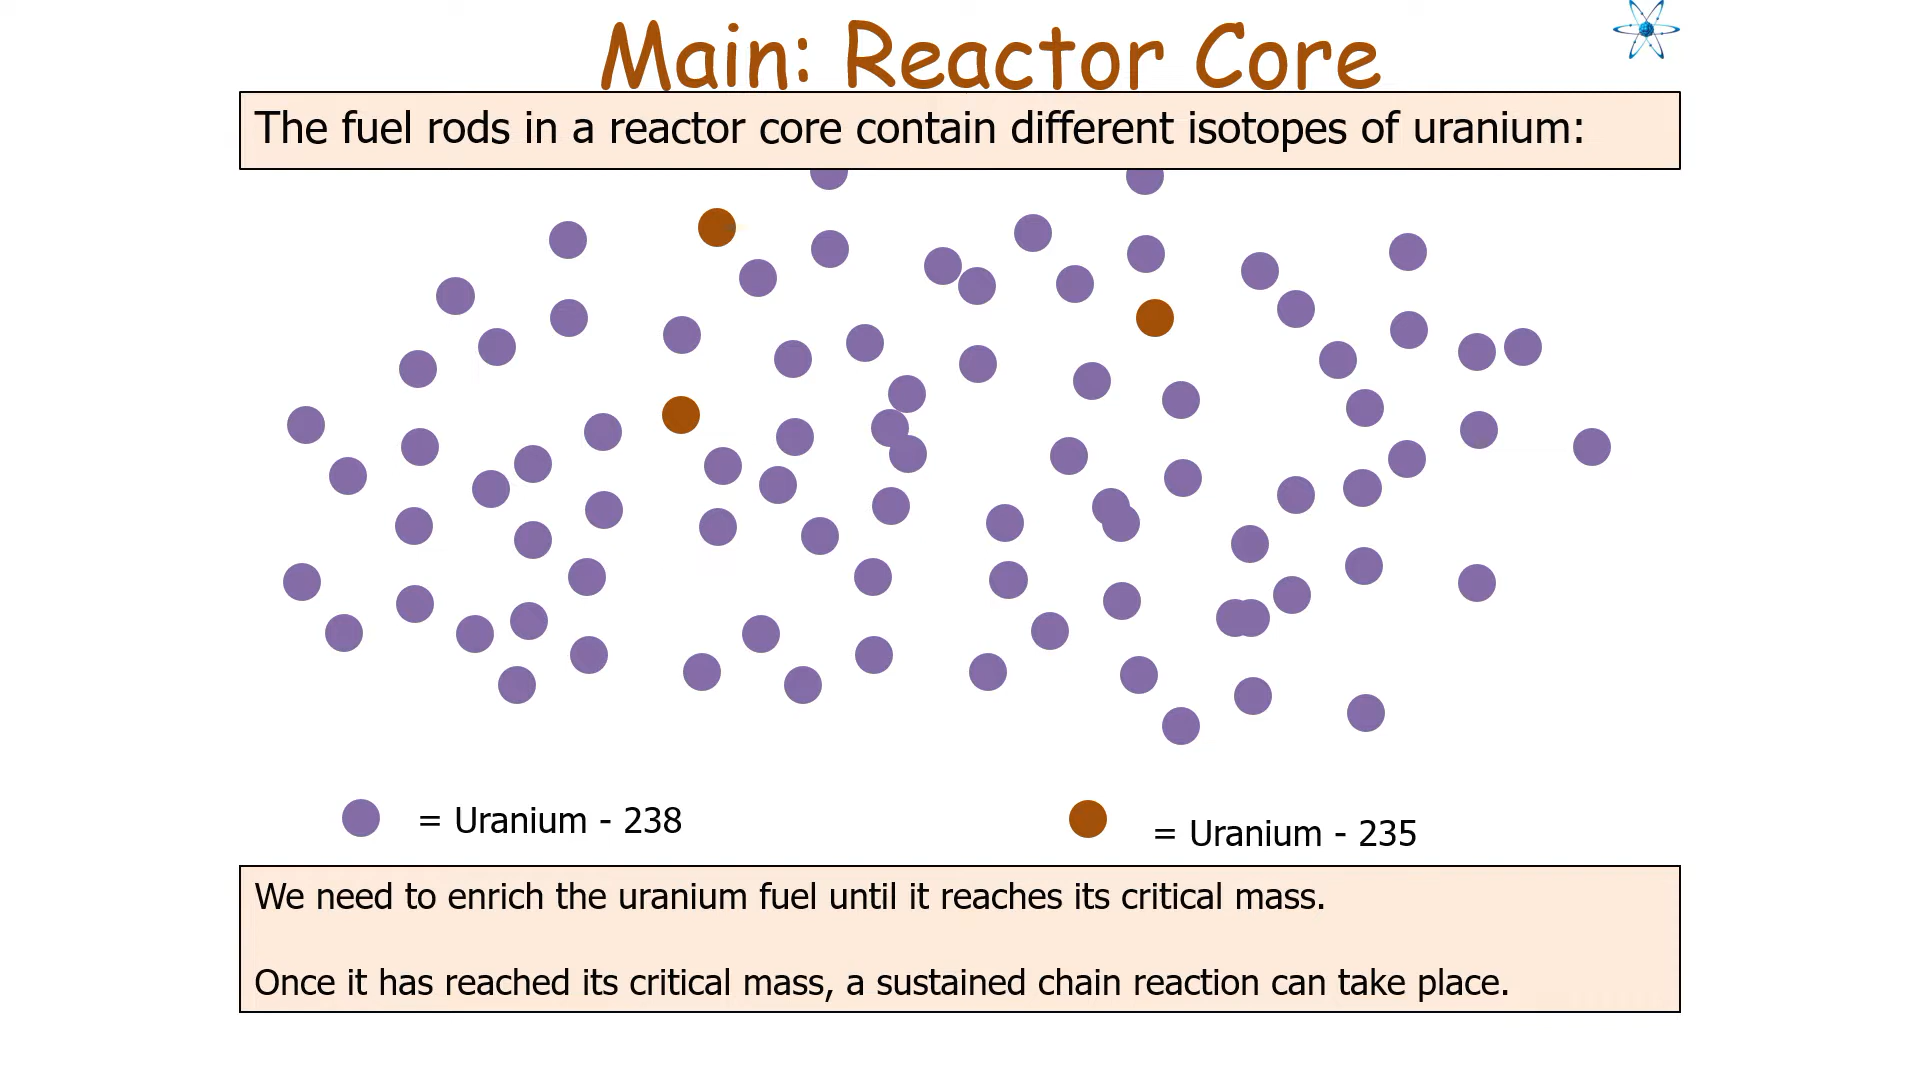 Main: Reactor Core
The fuel rods in a reactor core contain different isotopes of uranium:
= Uranium - 238
= Uranium - 235
We need to enrich the uranium fuel until it reaches its critical mass.
Once it has reached its critical mass, a sustained chain reaction can take place.